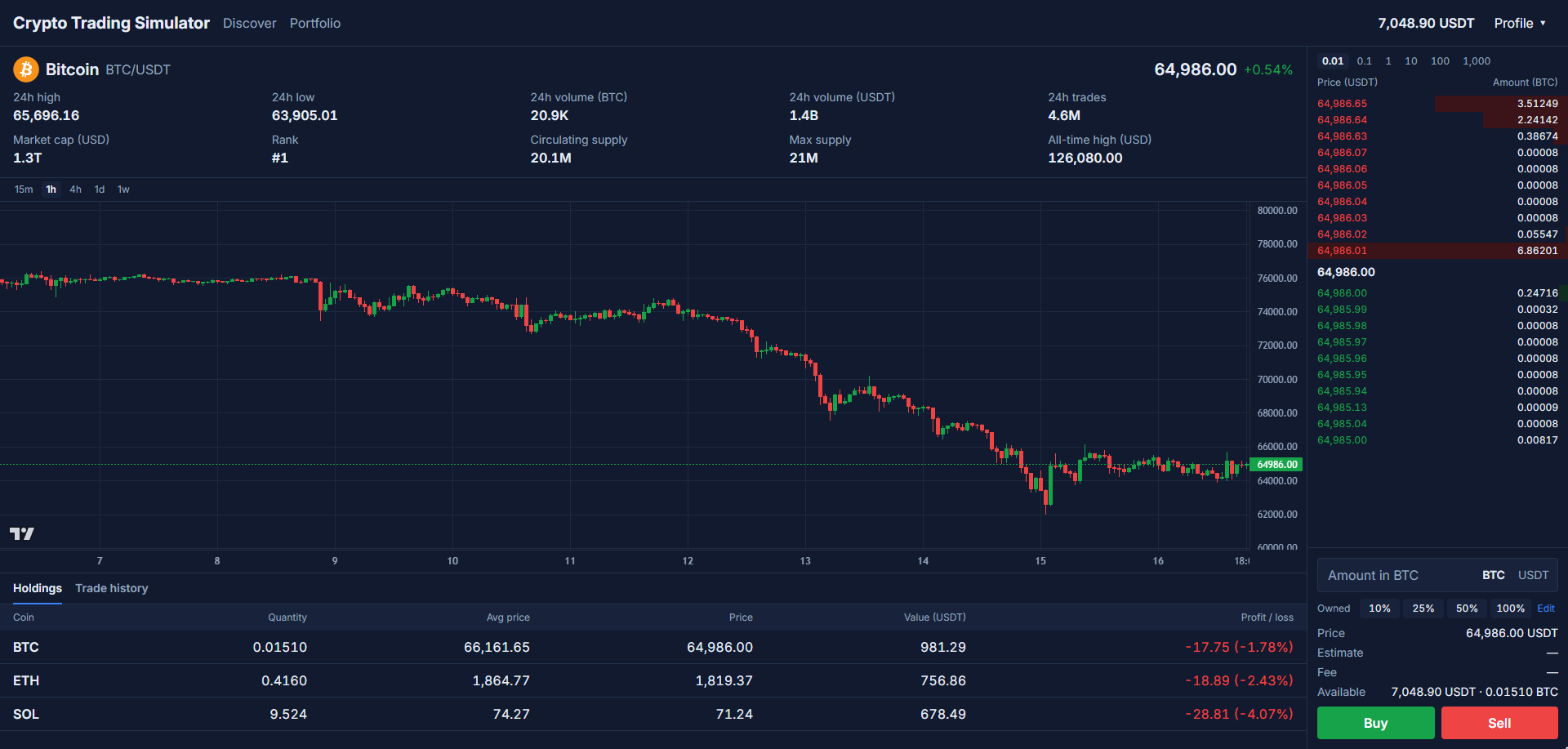 Crypto Trading Simulator Discover Portfolio 7,048.90 USDT Profile ▼
Bitcoin BTC/USDT 64,986.00 +0.54%
24h high 24h low 24h volume (BTC) 24h volume (USDT) 24h trades
65,696.16 63,905.01 20.9K 1.4B 4.6M
Market cap (USD) Rank Circulating supply Max supply All-time high (USD)
1.3T #1 20.1M 21M 126,080.00
15m 1h 4h 1d 1w
80000.00
78000.00
76000.00
74000.00
72000.00
70000.00
68000.00
66000.00
64986.00
64000.00
62000.00
60000.00
7 8 9 10 11 12 13 14 15 16 18:0
Holdings Trade history
Coin Quantity Avg price Price Value (USDT) Profit / loss
BTC 0.01510 66,161.65 64,986.00 981.29 -17.75 (-1.78%)
ETH 0.4160 1,864.77 1,819.37 756.86 -18.89 (-2.43%)
SOL 9.524 74.27 71.24 678.49 -28.81 (-4.07%)
0.01 0.1 1 10 100 1,000
Price (USDT) Amount (BTC)
64,986.65 3.51249
64,986.64 2.24142
64,986.63 0.38674
64,986.07 0.00008
64,986.06 0.00008
64,986.05 0.00008
64,986.04 0.00008
64,986.03 0.00008
64,986.02 0.05547
64,986.01 6.86201
64,986.00
64,986.00 0.24716
64,985.99 0.00032
64,985.98 0.00008
64,985.97 0.00008
64,985.96 0.00008
64,985.95 0.00008
64,985.94 0.00008
64,985.13 0.00009
64,985.04 0.00008
64,985.00 0.00817
Amount in BTC BTC USDT
Owned 10% 25% 50% 100% Edit
Price 64,986.00 USDT
Estimate —
Fee —
Available 7,048.90 USDT · 0.01510 BTC
Buy Sell